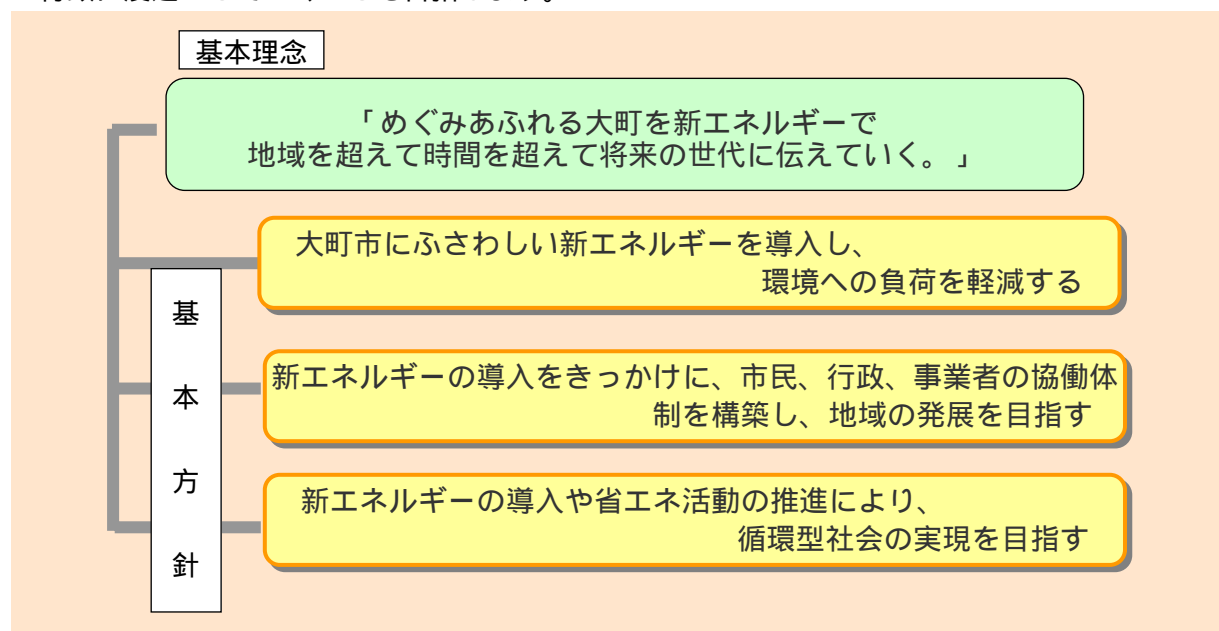 基本理念
「めぐみあふれる大町を新エネルギーで
地域を超えて時間を超えて将来の世代に伝えていく。」
大町市にふさわしい新エネルギーを導入し、
環境への負荷を軽減する
基本方針
新エネルギーの導入をきっかけに、市民、行政、事業者の協働体
制を構築し、地域の発展を目指す
新エネルギーの導入や省エネ活動の推進により、
循環型社会の実現を目指す